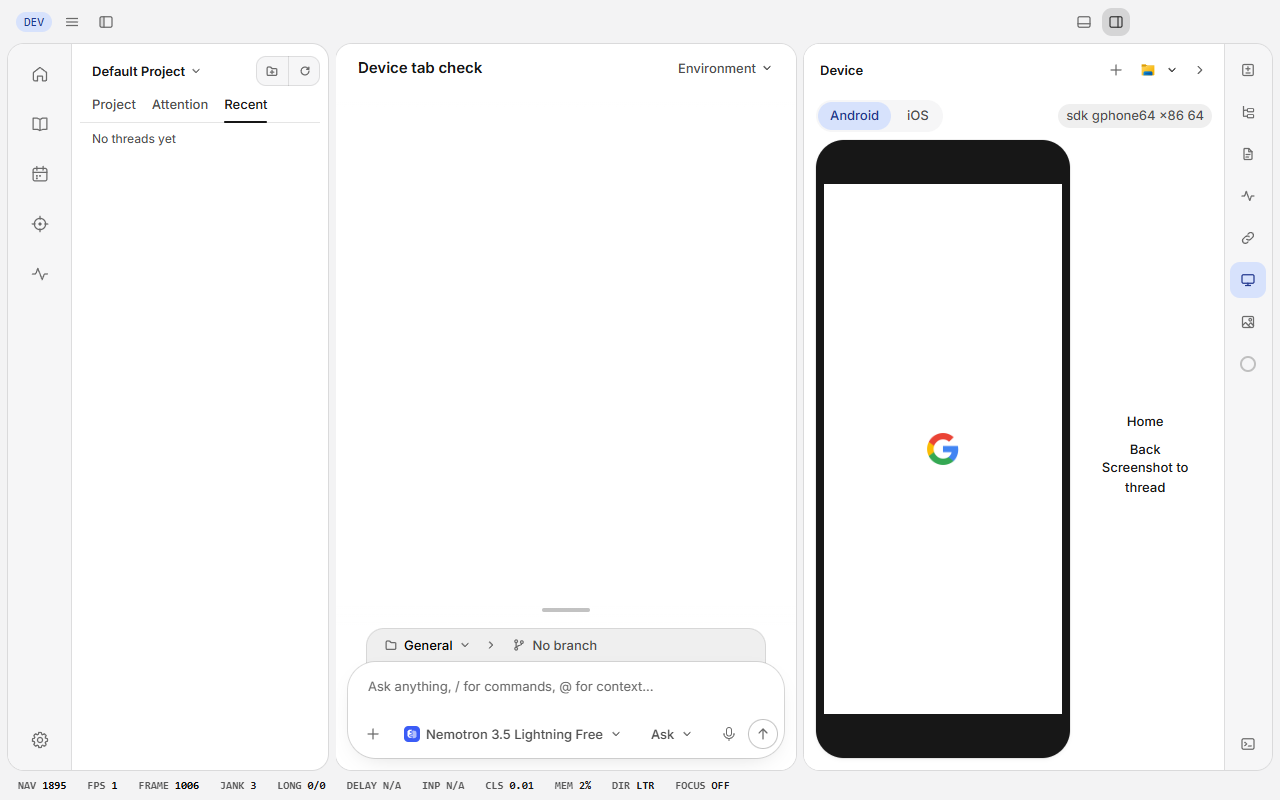 DEV
Default Project
Project Attention Recent
No threads yet
Device tab check
Environment
General
No branch
Ask anything, / for commands, @ for context...
Nemotron 3.5 Lightning Free
Ask
Device
Android iOS
sdk gphone64 ×86 64
Home
Back
Screenshot to
thread
NAV 1895 FPS 1 FRAME 1006 JANK 3 LONG 0/0 DELAY N/A INP N/A CLS 0.01 MEM 2% DIR LTR FOCUS OFF